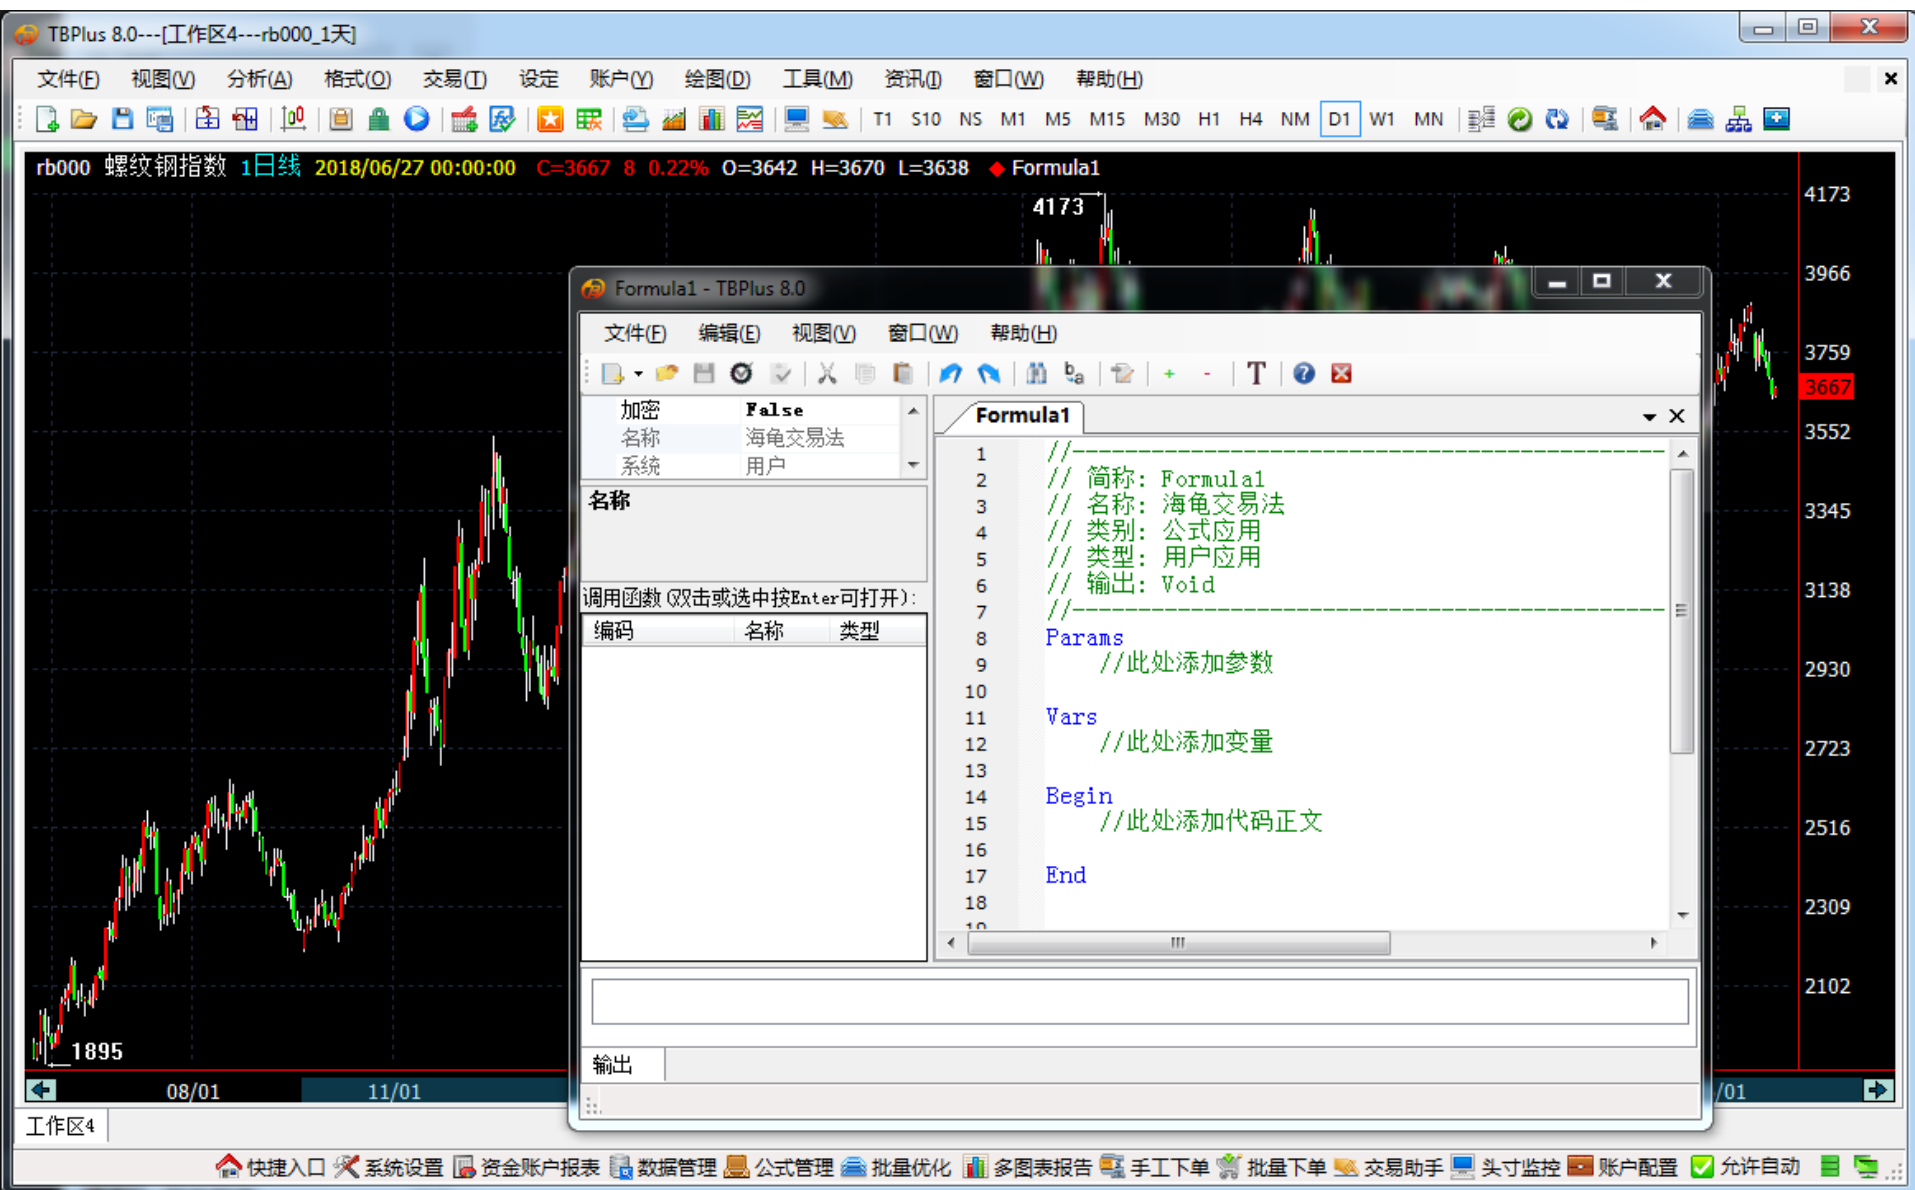 TBPlus 8.0---[工作区4---rb000_1天]
文件(F) 视图(V) 分析(A) 格式(O) 交易(T) 设定 账户(Y) 绘图(D) 工具(M) 资讯(I) 窗口(W) 帮助(H)
T1 S10 NS M1 M5 M15 M30 H1 H4 NM D1 W1 MN
rb000 螺纹钢指数 1日线 2018/06/27 00:00:00 C=3667 8 0.22% O=3642 H=3670 L=3638 Formula1
4173
4173
3966
3759
3667
3552
3345
3138
2930
2723
2516
2309
2102
1895
08/01 11/01 /01
工作区4
Formula1 - TBPlus 8.0
文件(F) 编辑(E) 视图(V) 窗口(W) 帮助(H)
加密 False
名称 海龟交易法
系统 用户
名称
调用函数(双击或选中按Enter可打开):
编码 名称 类型
Formula1
1 //------------------------------------------------
2 // 简称: Formula1
3 // 名称: 海龟交易法
4 // 类别: 公式应用
5 // 类型: 用户应用
6 // 输出: Void
7 //------------------------------------------------
8 Params
9 //此处添加参数
10
11 Vars
12 //此处添加变量
13
14 Begin
15 //此处添加代码正文
16
17 End
18
19
输出
快捷入口 系统设置 资金账户报表 数据管理 公式管理 批量优化 多图表报告 手工下单 批量下单 交易助手 头寸监控 账户配置 允许自动